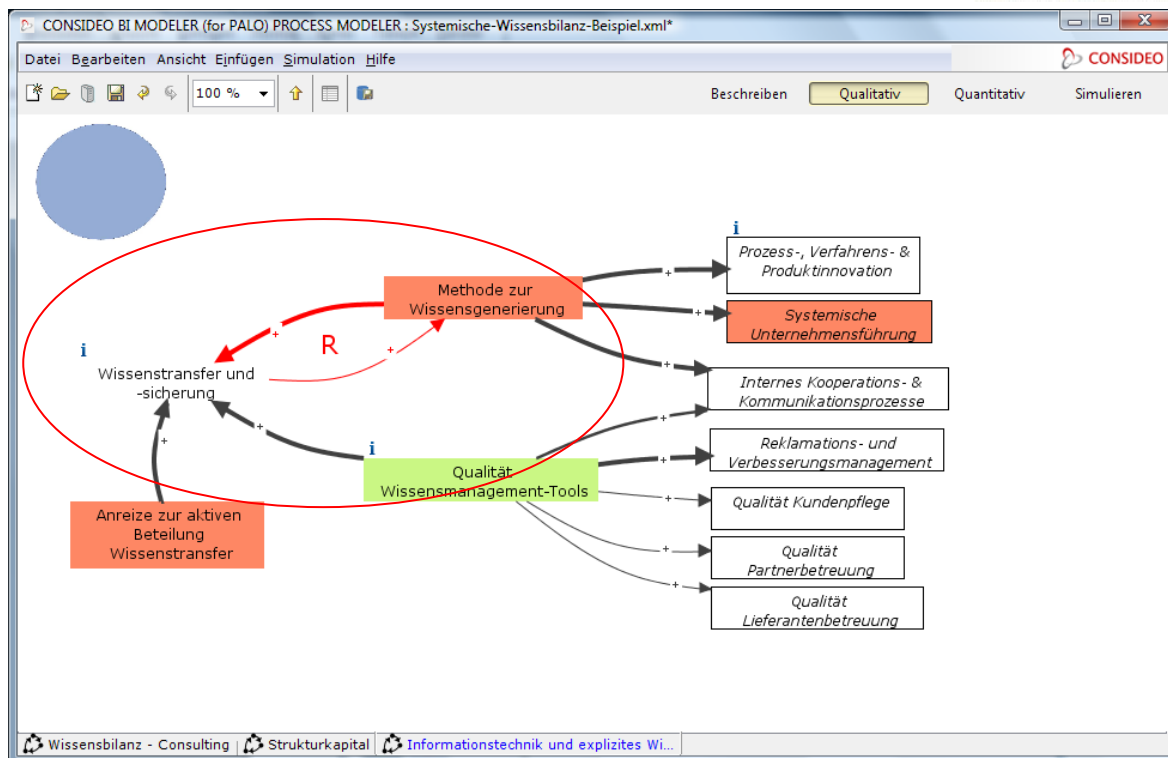 CONSIDEO BI MODELER (for PALO) PROCESS MODELER : Systemische-Wissensbilanz-Beispiel.xml*
Datei Bearbeiten Ansicht Einfügen Simulation Hilfe
CONSIDEO
100 %
Beschreiben Qualitativ Quantitativ Simulieren
i
Prozess-, Verfahrens- &
Produktinnovation
+
Methode zur
Wissensgenerierung
+
Systemische
Unternehmensführung
+
R
+
i
Wissenstransfer und
-sicherung
+
Internes Kooperations- &
Kommunikationsprozesse
+
+
+
i
Qualität
Wissensmanagement-Tools
+
Reklamations- und
Verbesserungsmanagement
+
Qualität Kundenpflege
Anreize zur aktiven
Beteilung
Wissenstransfer
+
Qualität
Partnerbetreuung
+
Qualität
Lieferantenbetreuung
Wissensbilanz - Consulting Strukturkapital Informationstechnik und explizites Wi...